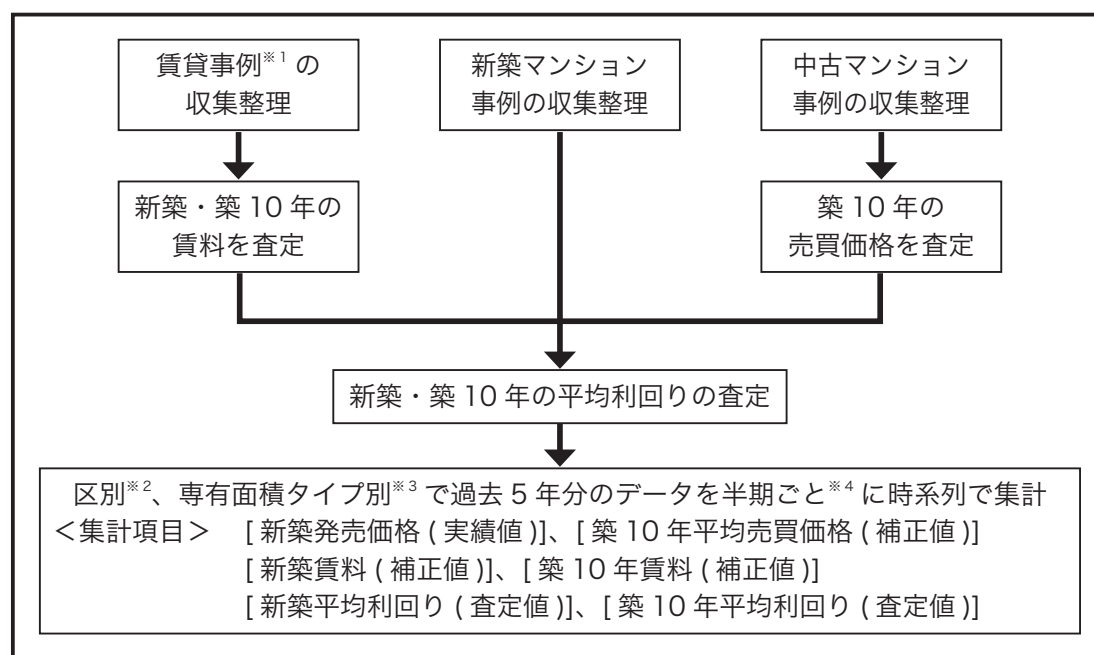 賃貸事例※1の
収集整理
新築マンション
事例の収集整理
中古マンション
事例の収集整理
新築・築10年の
賃料を査定
築10年の
売買価格を査定
新築・築10年の平均利回りの査定
区別※2、専有面積タイプ別※3で過去5年分のデータを半期ごと※4に時系列で集計
＜集計項目＞ [新築発売価格(実績値)]、[築10年平均売買価格(補正値)]
[新築賃料(補正値)]、[築10年賃料(補正値)]
[新築平均利回り(査定値)]、[築10年平均利回り(査定値)]